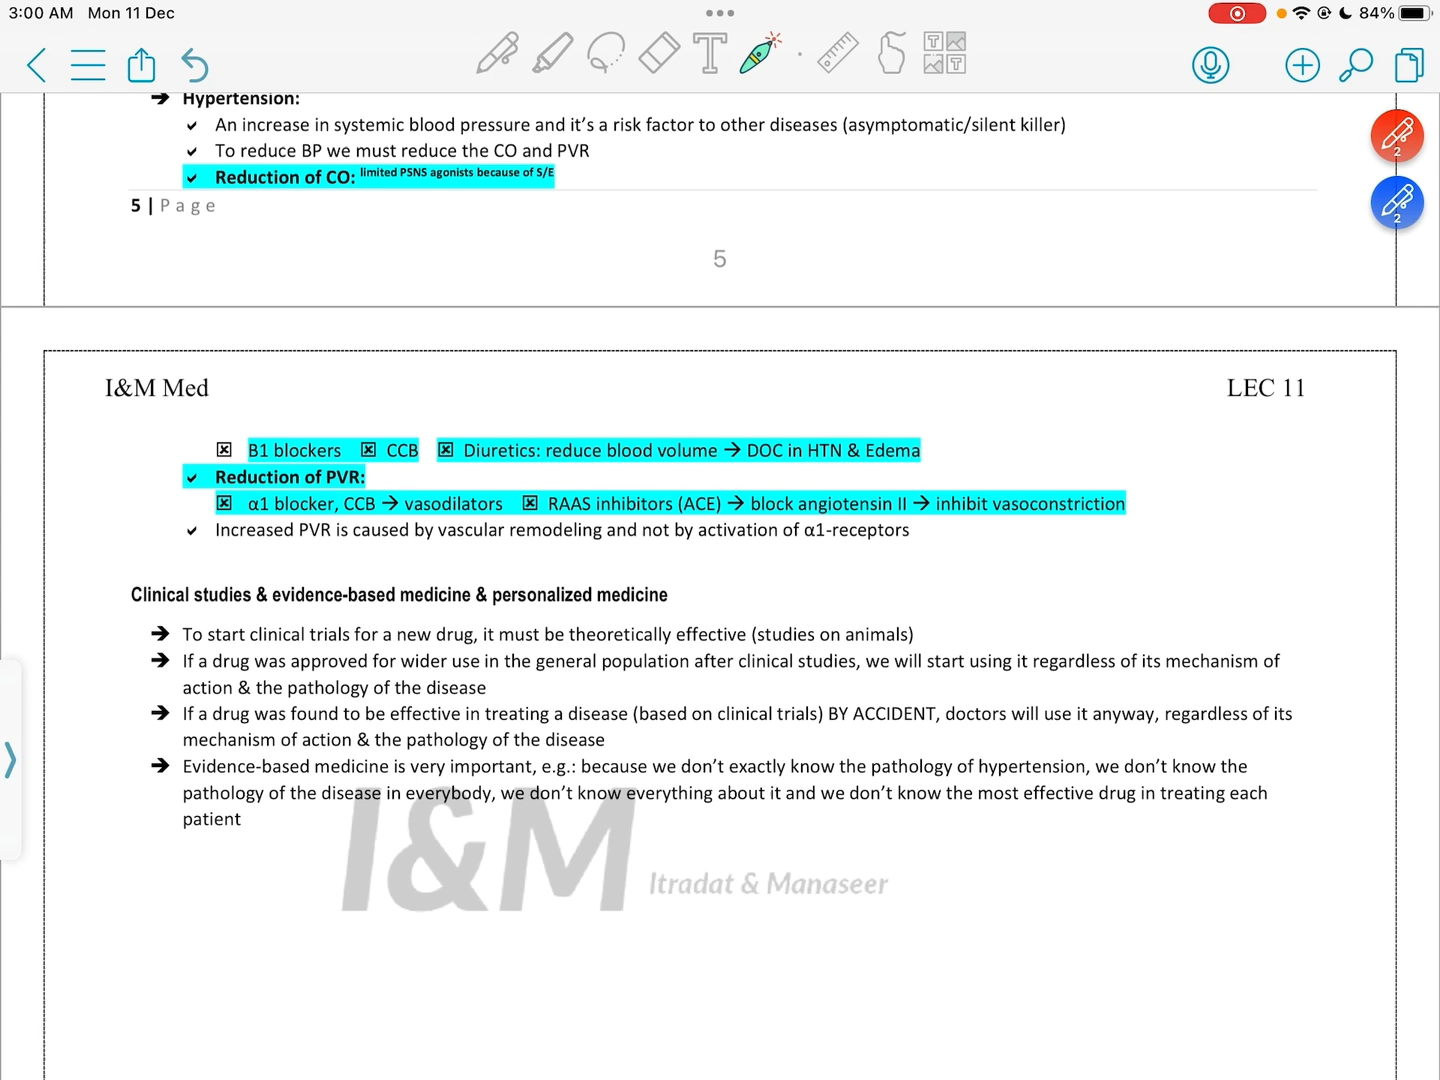 3:00 AM Mon 11 Dec
84%
➔ Hypertension:
✓ An increase in systemic blood pressure and it's a risk factor to other diseases (asymptomatic/silent killer)
✓ To reduce BP we must reduce the CO and PVR
✓ Reduction of CO: limited PSNS agonists because of S/E
5 | Page
5
2
2
I&M Med LEC 11
☒ B1 blockers ☒ CCB ☒ Diuretics: reduce blood volume → DOC in HTN & Edema
✓ Reduction of PVR:
☒ α1 blocker, CCB → vasodilators ☒ RAAS inhibitors (ACE) → block angiotensin II → inhibit vasoconstriction
✓ Increased PVR is caused by vascular remodeling and not by activation of α1-receptors
Clinical studies & evidence-based medicine & personalized medicine
➔ To start clinical trials for a new drug, it must be theoretically effective (studies on animals)
➔ If a drug was approved for wider use in the general population after clinical studies, we will start using it regardless of its mechanism of
action & the pathology of the disease
➔ If a drug was found to be effective in treating a disease (based on clinical trials) BY ACCIDENT, doctors will use it anyway, regardless of its
mechanism of action & the pathology of the disease
➔ Evidence-based medicine is very important, e.g.: because we don't exactly know the pathology of hypertension, we don't know the
pathology of the disease in everybody, we don't know everything about it and we don't know the most effective drug in treating each
patient
I&M Itradat & Manaseer